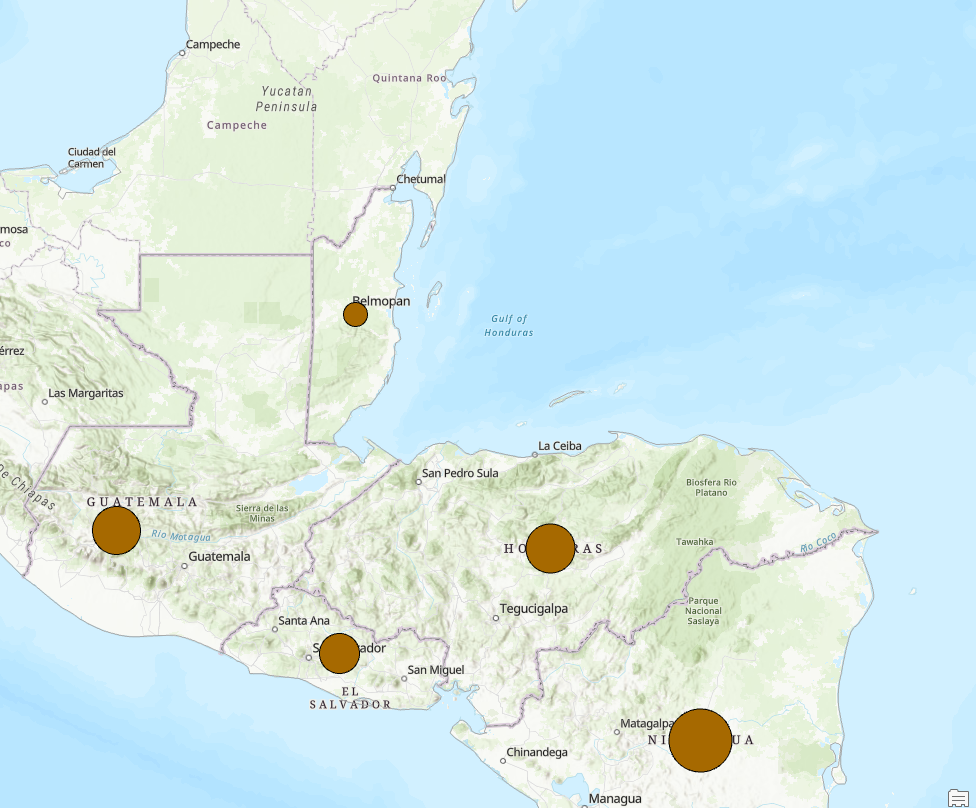 Campeche
Quintana Roo
Yucatan
Peninsula
Campeche
Ciudad del
Carmen
Chetumal
mosa
co
Belmopan
Gulf of
Honduras
érrez
apas
Las Margaritas
La Ceiba
San Pedro Sula
De Chiapas
GUATEMALA
Sierra de las
Minas
Biosfera Rio
Platano
Rio Motagua
Guatemala
HO RAS
Tawahka
Rio Coco
Tegucigalpa
Parque
Nacional
Saslaya
Santa Ana
S ador
San Miguel
EL
SALVADOR
Matagalpa
NI UA
Chinandega
Managua